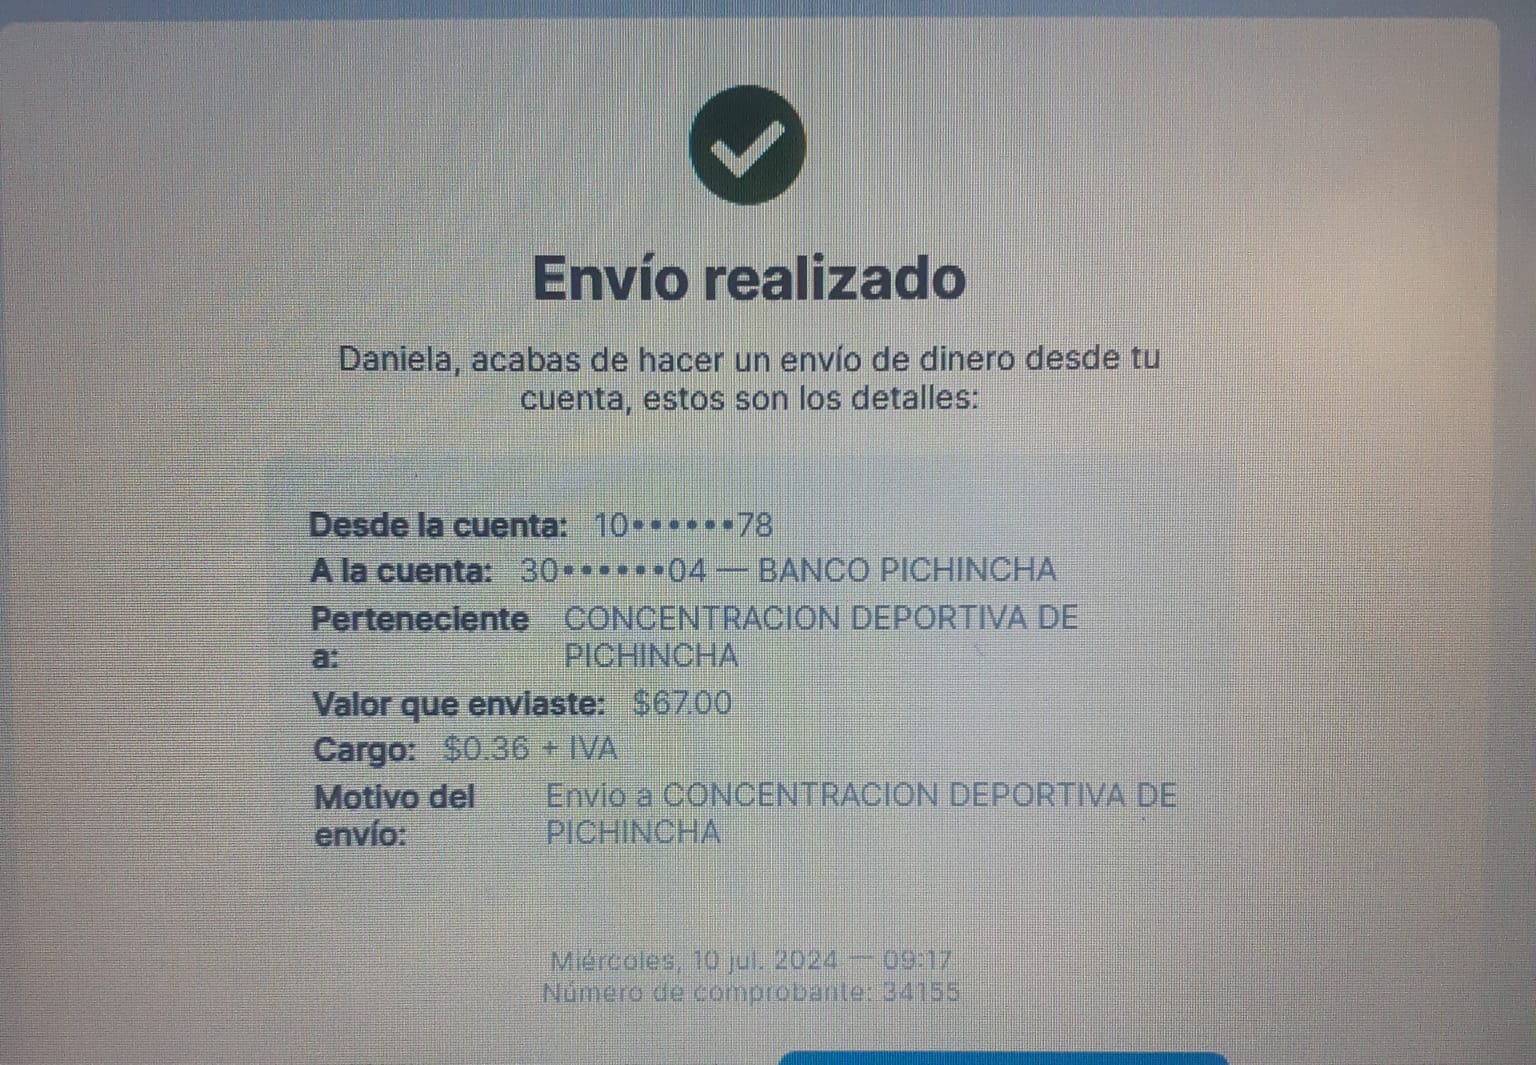 Envío realizado
Daniela, acabas de hacer un envío de dinero desde tu
cuenta, estos son los detalles:
Desde la cuenta: 10••••••78
A la cuenta: 30••••••04 — BANCO PICHINCHA
Perteneciente CONCENTRACION DEPORTIVA DE
a: PICHINCHA
Valor que enviaste: $67.00
Cargo: $0.36 + IVA
Motivo del Envío a CONCENTRACION DEPORTIVA DE
envío: PICHINCHA
Miércoles, 10 jul. 2024 — 09:17
Número de comprobante: 34155